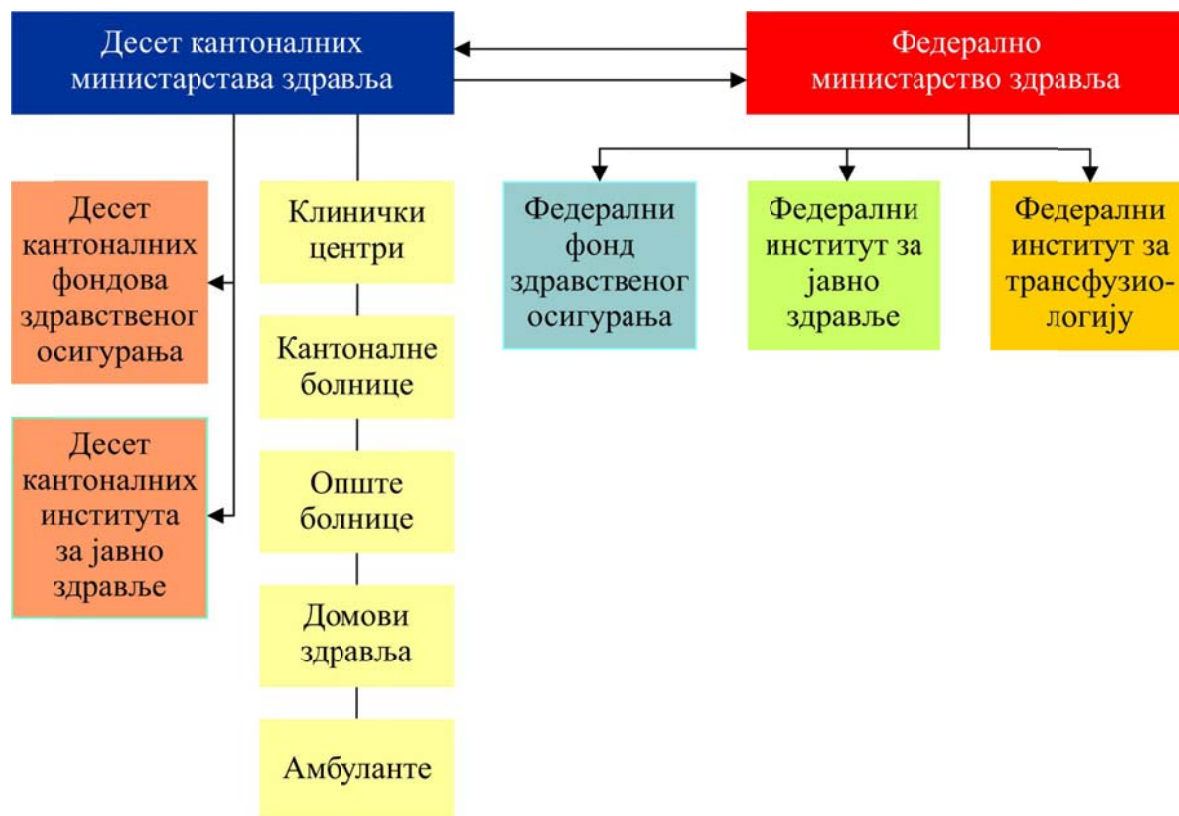 Десет кантоналних
министарстава здравља
Федерално
министарство здравља
Десет
кантоналних
фондова
здравственог
осигурања
Клинички
центри
Федерални
фонд
здравственог
осигурања
Федерални
институт за
јавно
здравље
Федерални
институт за
трансфузио-
логију
Кантоналне
болнице
Десет
кантоналних
института
за јавно
здравље
Опште
болнице
Домови
здравља
Амбуланте